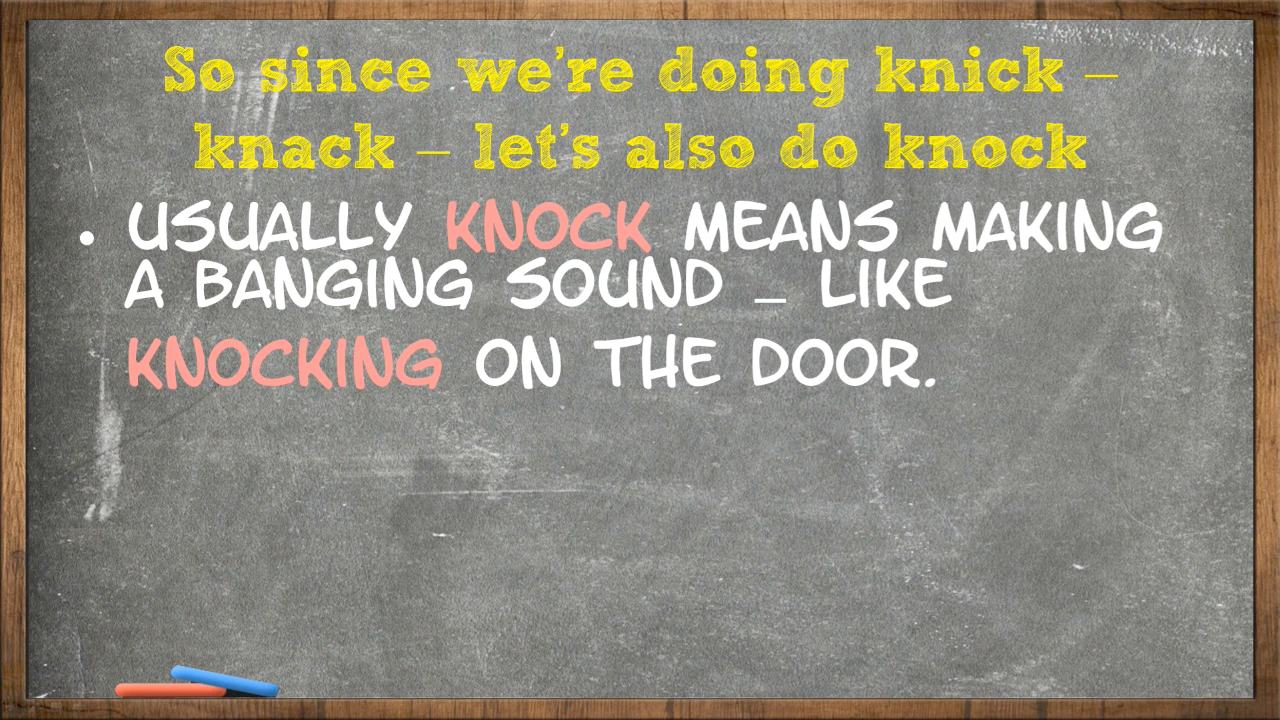 So since we're doing knick –
knack – let's also do knock
• USUALLY KNOCK MEANS MAKING
A BANGING SOUND – LIKE
KNOCKING ON THE DOOR.